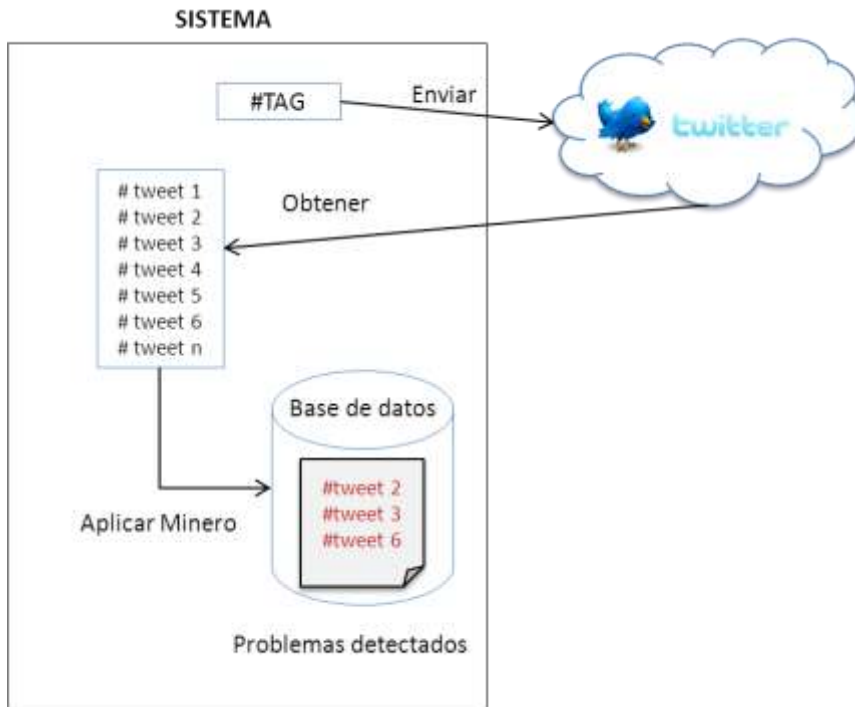 SISTEMA
#TAG
Enviar
twitter
# tweet 1
# tweet 2
# tweet 3
# tweet 4
# tweet 5
# tweet 6
# tweet n
Obtener
Base de datos
#tweet 2
#tweet 3
#tweet 6
Aplicar Minero
Problemas detectados